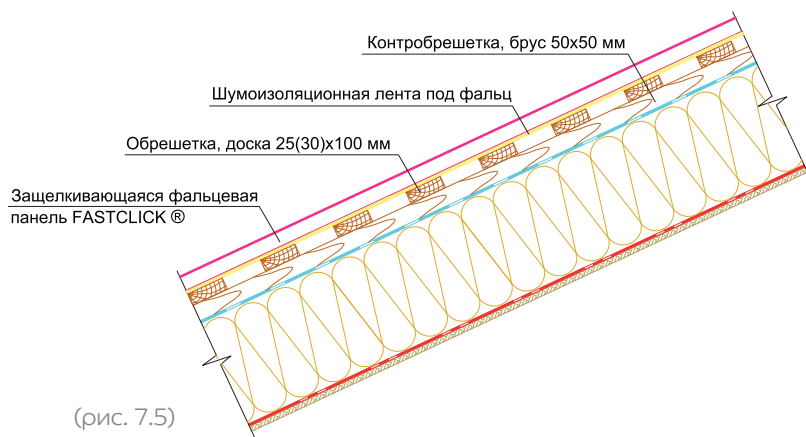 Контробрешетка, брус 50х50 мм
Шумоизоляционная лента под фальц
Обрешетка, доска 25(30)х100 мм
Защелкивающаяся фальцевая
панель FASTCLICK ®
(рис. 7.5)